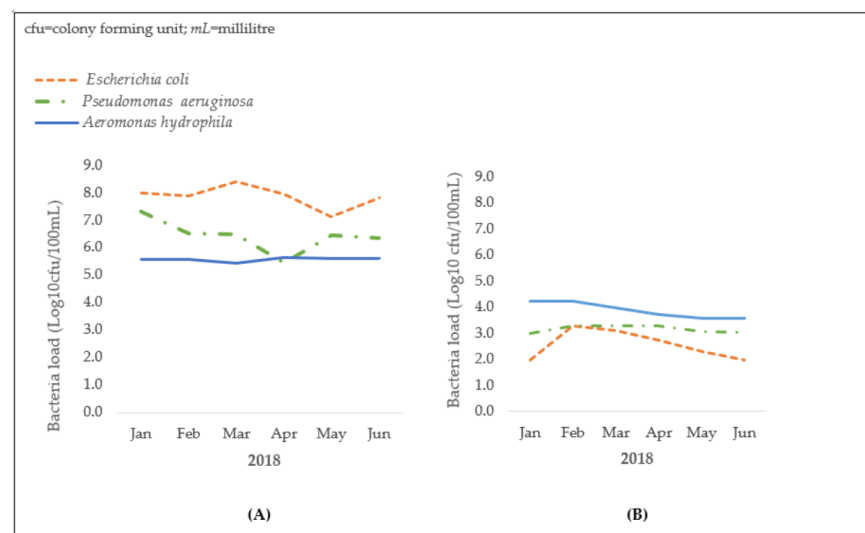 cfu=colony forming unit; mL=millilitre
Escherichia coli
Pseudomonas aeruginosa
Aeromonas hydrophila
Bacteria load (Log10cfu/100mL)
9.0
8.0
7.0
6.0
5.0
4.0
3.0
2.0
1.0
0.0
Jan Feb Mar Apr May Jun
2018
(A)
Bacteria load (Log10 cfu/100mL)
9.0
8.0
7.0
6.0
5.0
4.0
3.0
2.0
1.0
0.0
Jan Feb Mar Apr May Jun
2018
(B)